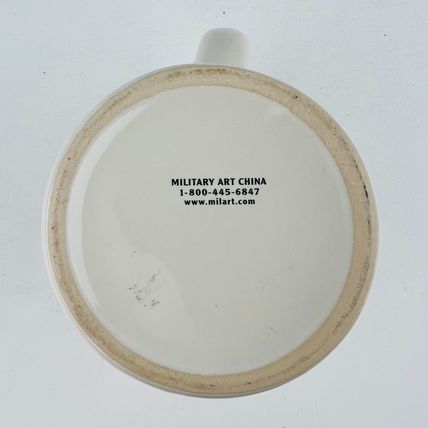 MILITARY ART CHINA
1-800-445-6847
www.milart.com